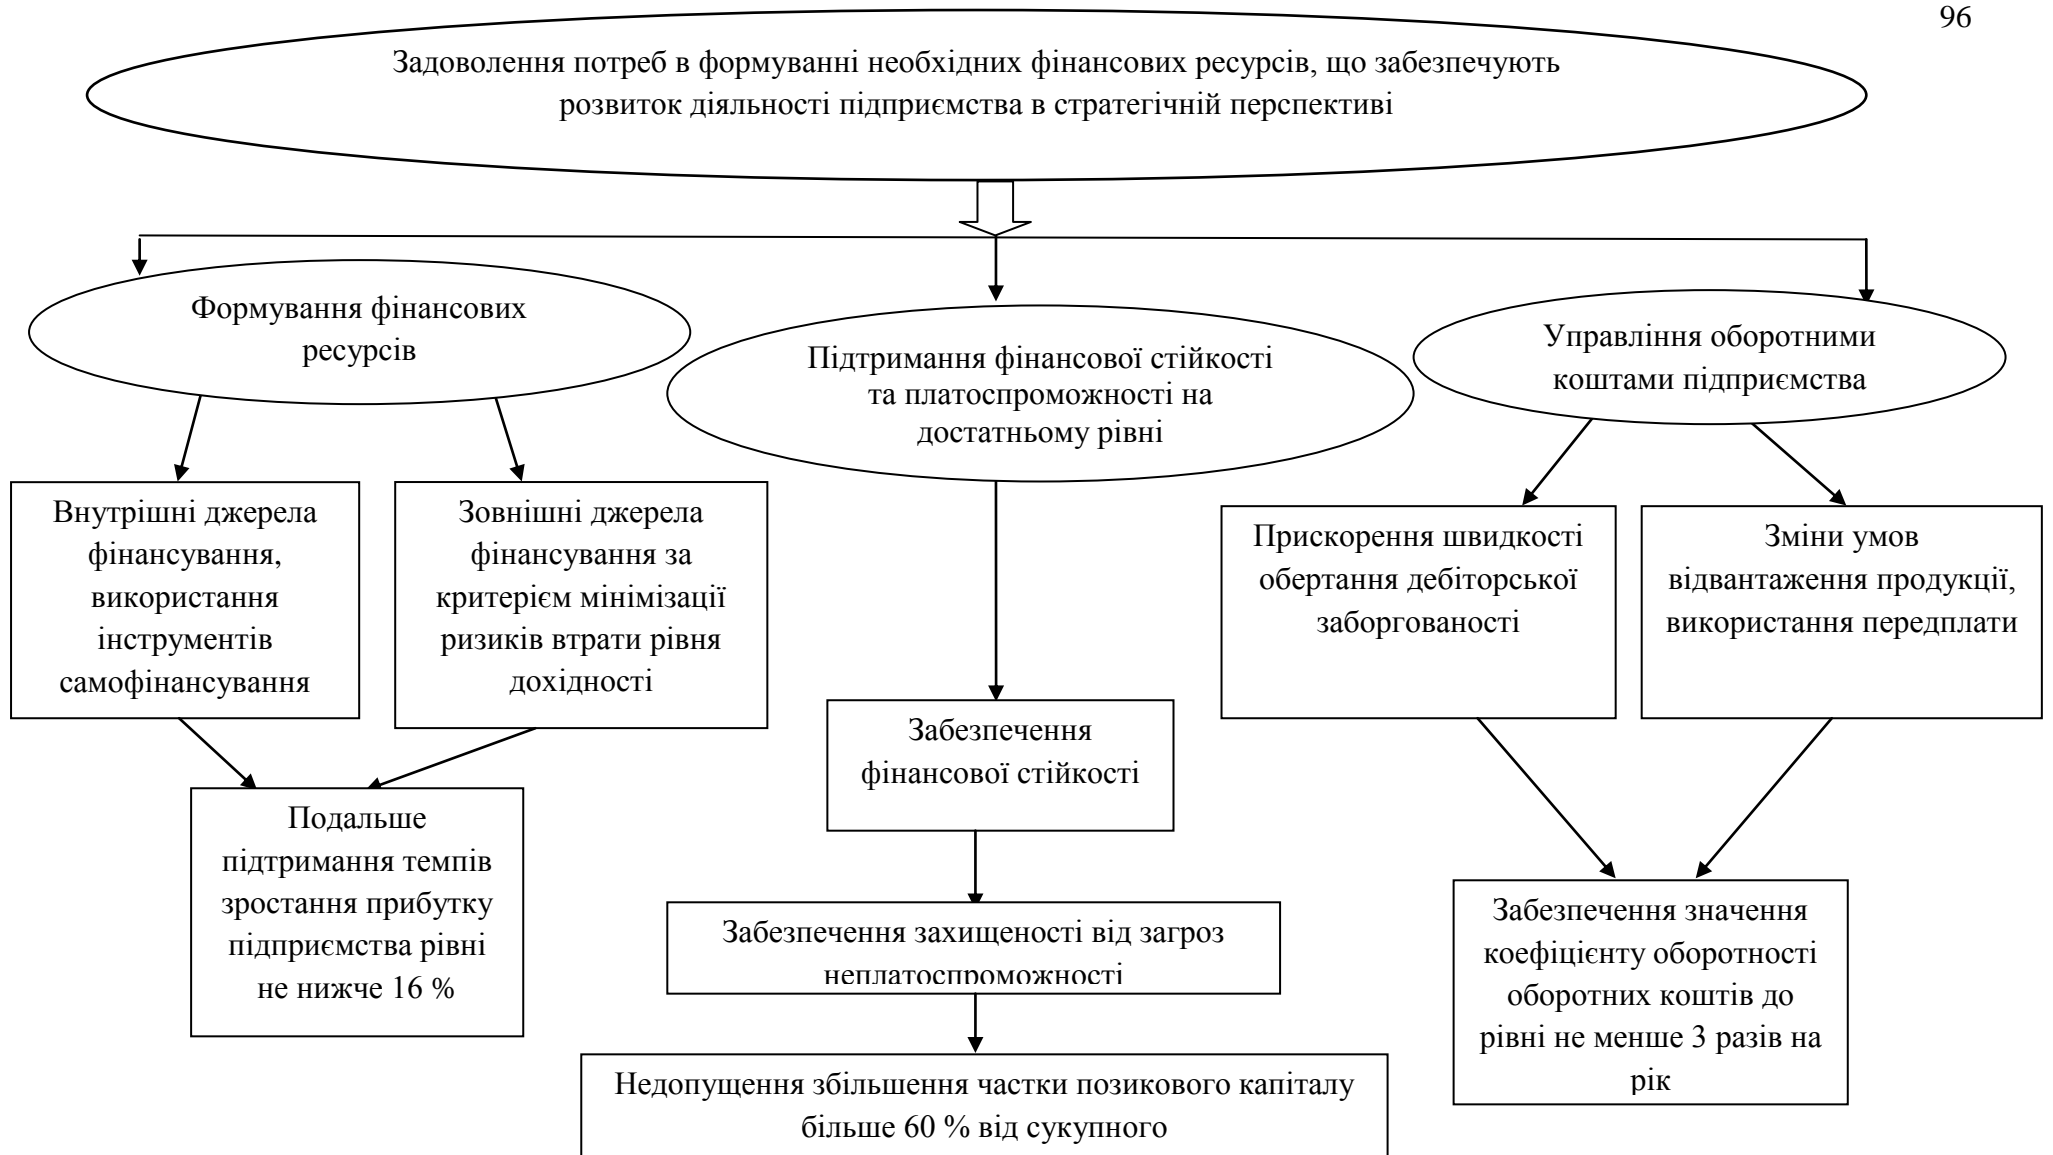 96
Задоволення потреб в формуванні необхідних фінансових ресурсів, що забезпечують
розвиток діяльності підприємства в стратегічній перспективі
Формування фінансових
ресурсів
Підтримання фінансової стійкості
та платоспроможності на
достатньому рівні
Управління оборотними
коштами підприємства
Внутрішні джерела
фінансування,
використання
інструментів
самофінансування
Зовнішні джерела
фінансування за
критерієм мінімізації
ризиків втрати рівня
дохідності
Прискорення швидкості
обертання дебіторської
заборгованості
Зміни умов
відвантаження продукції,
використання передплати
Забезпечення
фінансової стійкості
Подальше
підтримання темпів
зростання прибутку
підприємства рівні
не нижче 16 %
Забезпечення захищеності від загроз
неплатоспроможності
Забезпечення значення
коефіцієнту оборотності
оборотних коштів до
рівні не менше 3 разів на
рік
Недопущення збільшення частки позикового капіталу
більше 60 % від сукупного